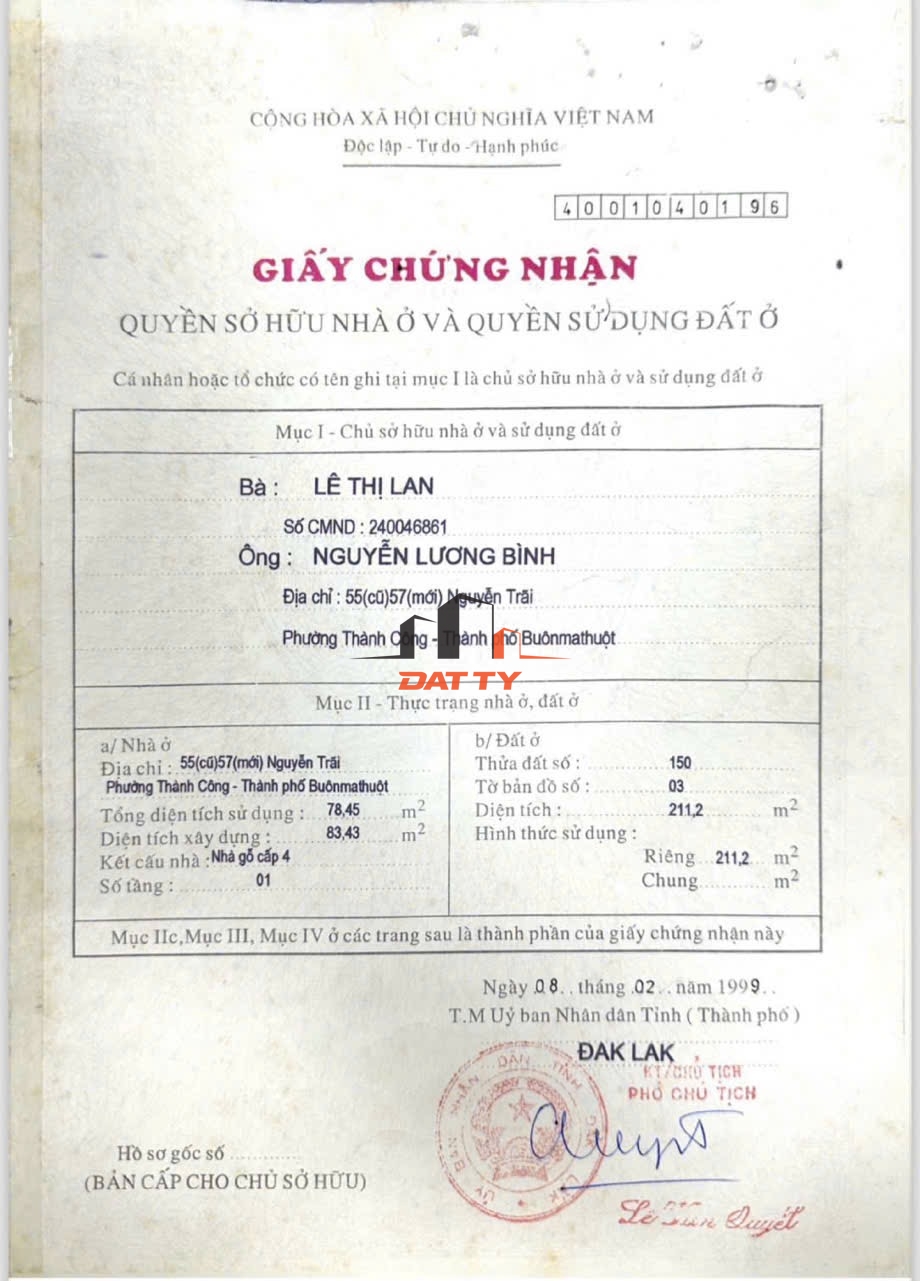 CỘNG HÒA XÃ HỘI CHỦ NGHĨA VIỆT NAM
Độc lập - Tự do - Hạnh phúc
4001040196
GIẤY CHỨNG NHẬN
QUYỀN SỞ HỮU NHÀ Ở VÀ QUYỀN SỬ DỤNG ĐẤT Ở
Cá nhân hoặc tổ chức có tên ghi tại mục I là chủ sở hữu nhà ở và sử dụng đất ở
Mục I - Chủ sở hữu nhà ở và sử dụng đất ở
Bà : LÊ THỊ LAN
Số CMND : 240046861
Ông : NGUYỄN LƯƠNG BÌNH
Địa chỉ : 55(cũ)57(mới) Nguyễn Trãi
Phường Thành Công - Thành phố Buônmathuột
DAT TY
Mục II - Thực trạng nhà ở, đất ở
a/ Nhà ở
Địa chỉ : 55(cũ)57(mới) Nguyễn Trãi
Phường Thành Công - Thành phố Buônmathuột
Tổng diện tích sử dụng : 78,45 m2
Diện tích xây dựng : 83,43 m2
Kết cấu nhà : Nhà gỗ cấp 4
Số tầng : 01
b/ Đất ở
Thửa đất số : 150
Tờ bản đồ số : 03
Diện tích : 211,2 m2
Hình thức sử dụng :
Riêng 211,2 m2
Chung m2
Mục IIc, Mục III, Mục IV ở các trang sau là thành phần của giấy chứng nhận này
Ngày 08 tháng 02 năm 1999
T.M Uỷ ban Nhân dân Tỉnh ( Thành phố )
ĐAK LAK
KT/CHỦ TỊCH
PHÓ CHỦ TỊCH
ỦY BAN NHÂN DÂN TỈNH
Lê Văn Quyết
Hồ sơ gốc số
(BẢN CẤP CHO CHỦ SỞ HỮU)